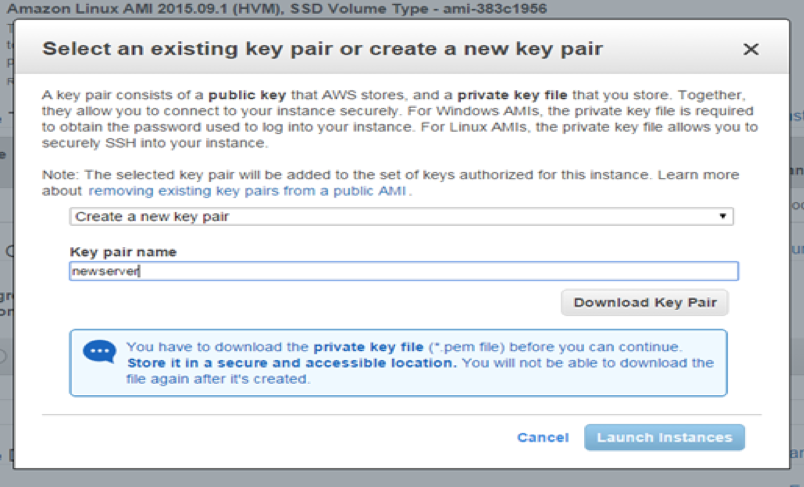 Amazon Linux AMI 2015.09.1 (HVM), SSD Volume Type - ami-383c1956
Select an existing key pair or create a new key pair
A key pair consists of a public key that AWS stores, and a private key file that you store. Together,
they allow you to connect to your instance securely. For Windows AMIs, the private key file is required
to obtain the password used to log into your instance. For Linux AMIs, the private key file allows you to
securely SSH into your instance.
Note: The selected key pair will be added to the set of keys authorized for this instance. Learn more
about removing existing key pairs from a public AMI.
Create a new key pair
Key pair name
newserver
Download Key Pair
You have to download the private key file (*.pem file) before you can continue.
Store it in a secure and accessible location. You will not be able to download the
file again after it's created.
Cancel
Launch Instances